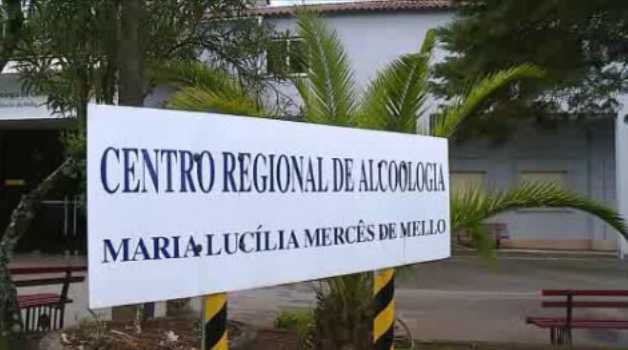 CENTRO REGIONAL DE ALCOOLOGIA
MARIA LUCÍLIA MERCÊS DE MELLO